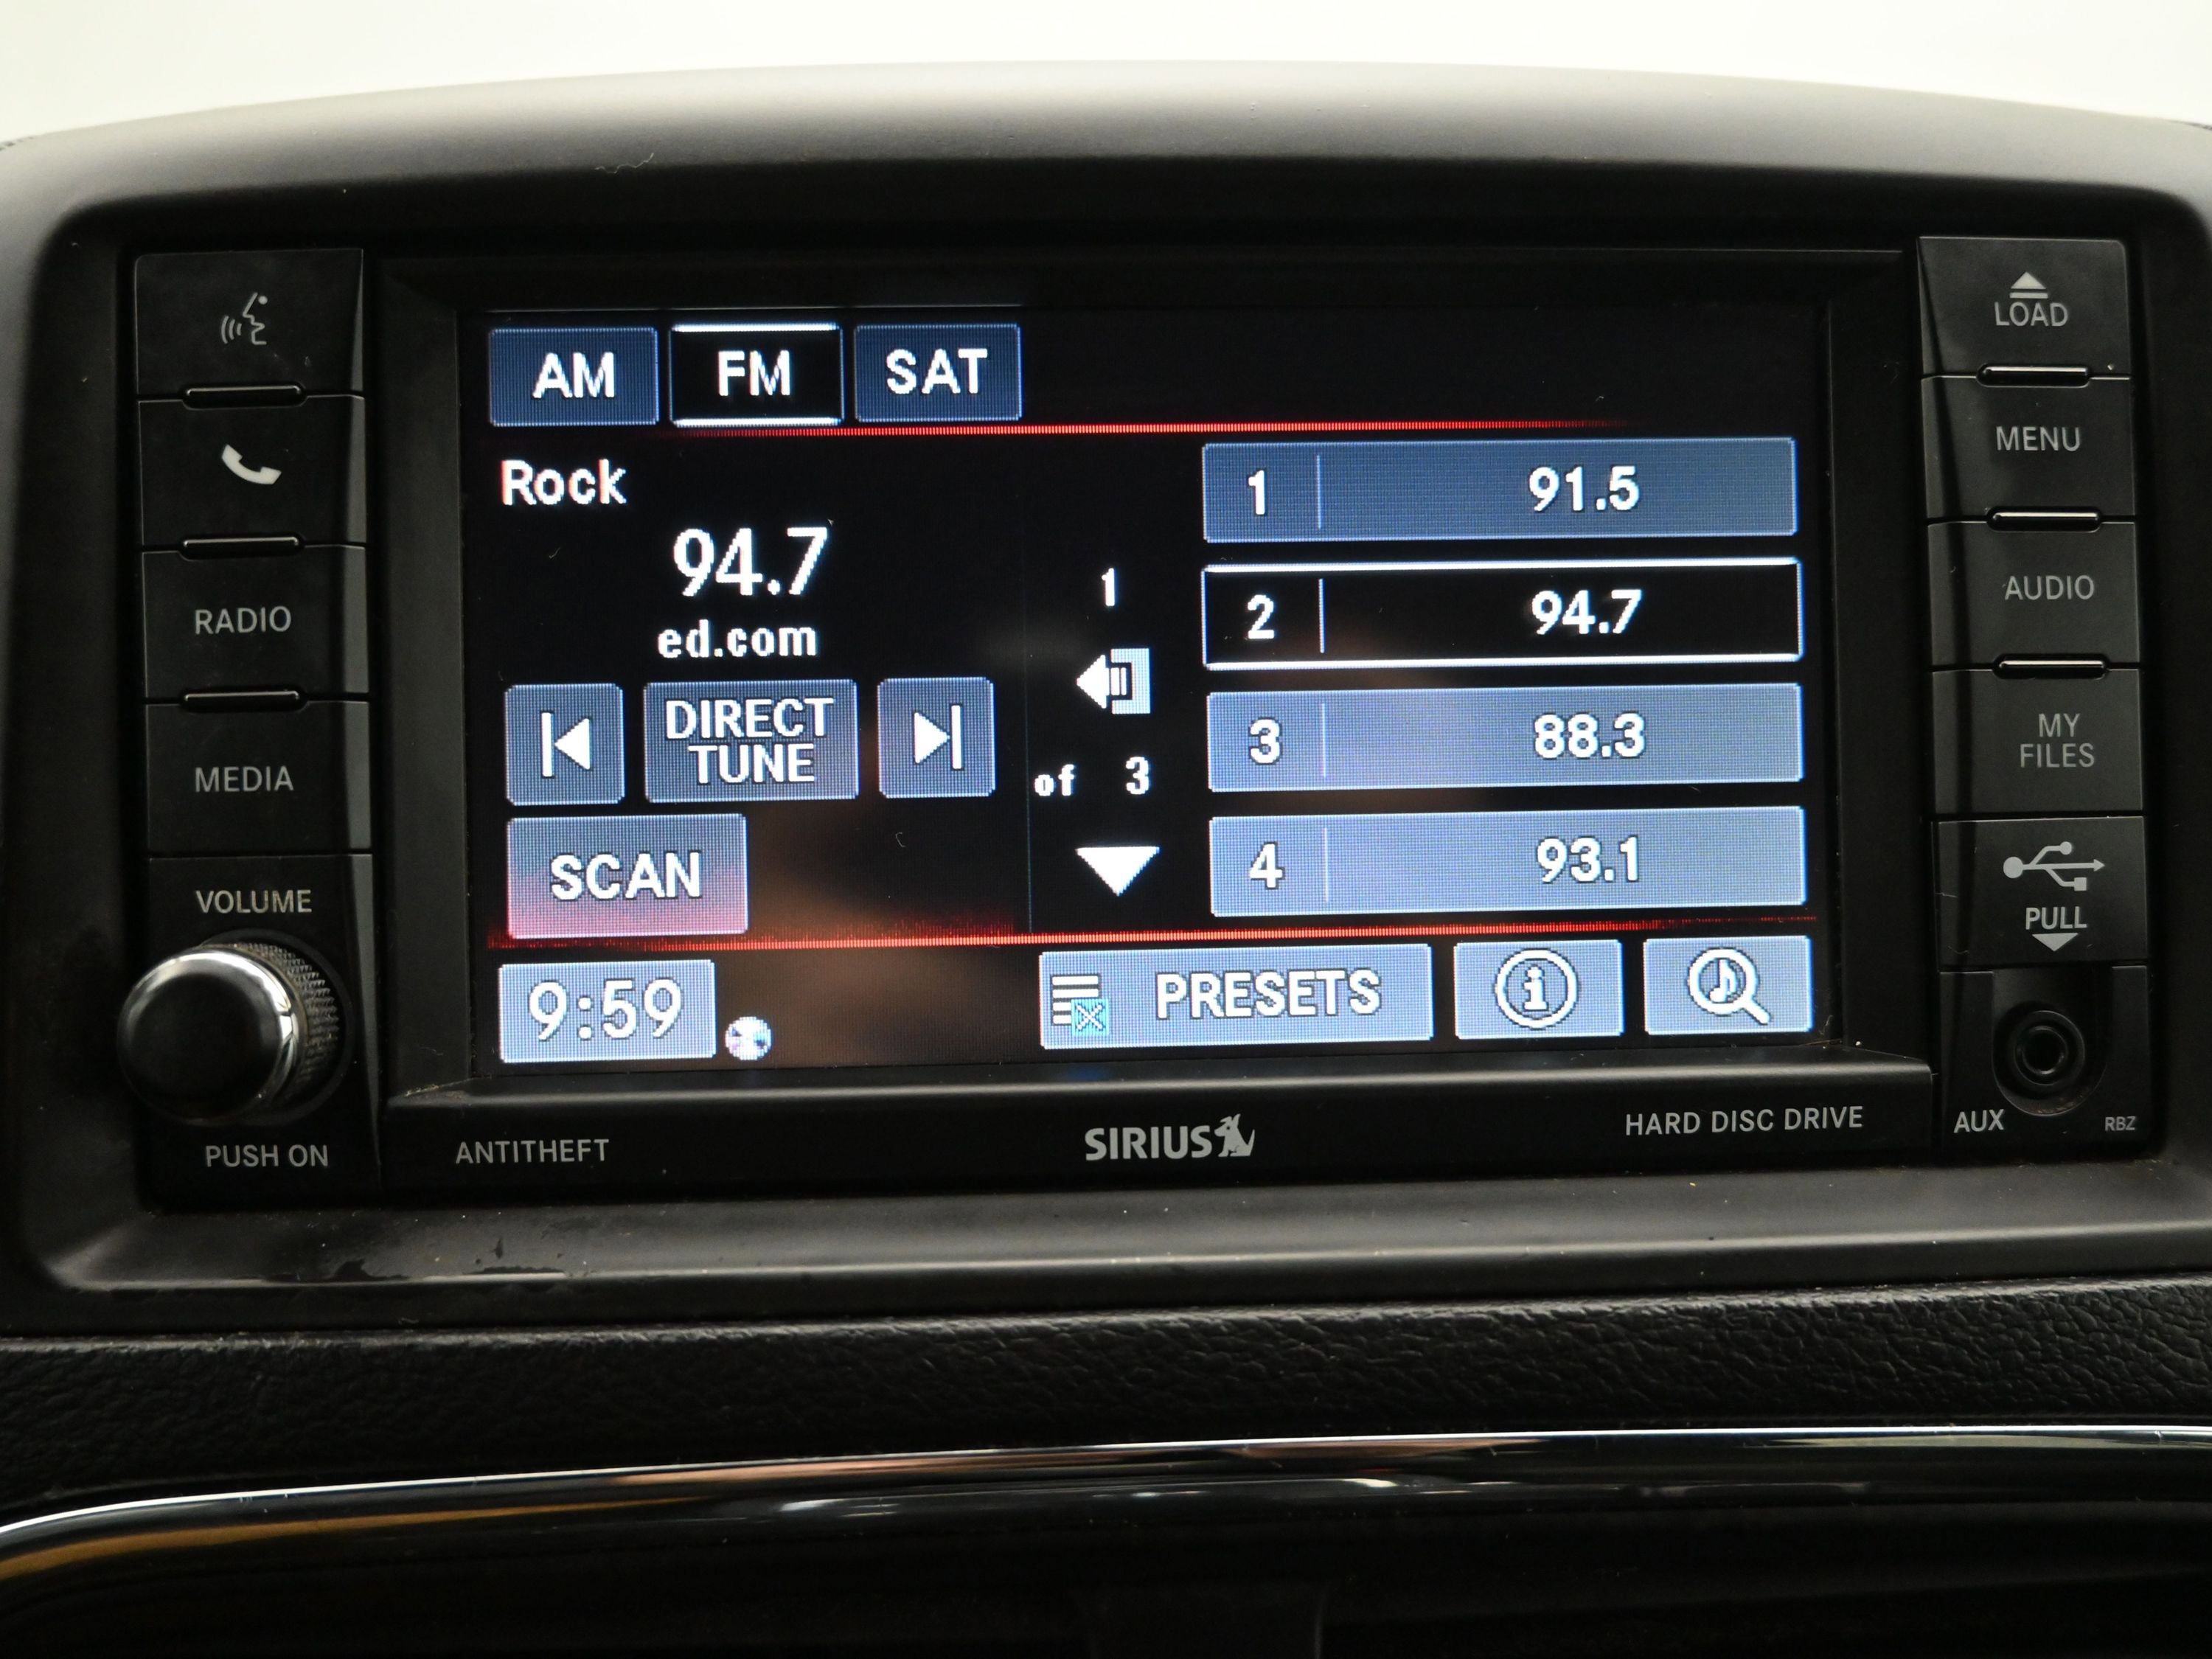 LOAD
AM FM SAT
MENU
Rock
1 91.5
94.7
1
2 94.7
AUDIO
RADIO
ed.com
DIRECT
TUNE
of 3
3 88.3
MY
FILES
MEDIA
SCAN
4 93.1
VOLUME
PULL
9:59
PRESETS
PUSH ON
ANTITHEFT
SIRIUS
HARD DISC DRIVE
AUX
RBZ